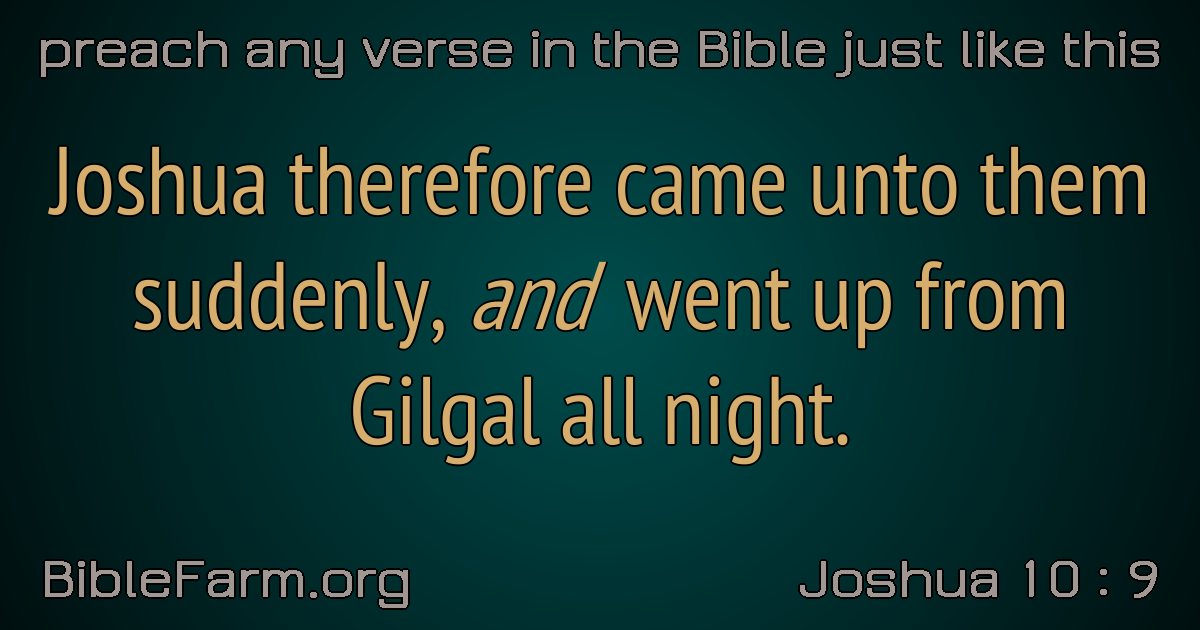 preach any verse in the Bible just like this
Joshua therefore came unto them
suddenly, and went up from
Gilgal all night.
BibleFarm.org
Joshua 10 : 9